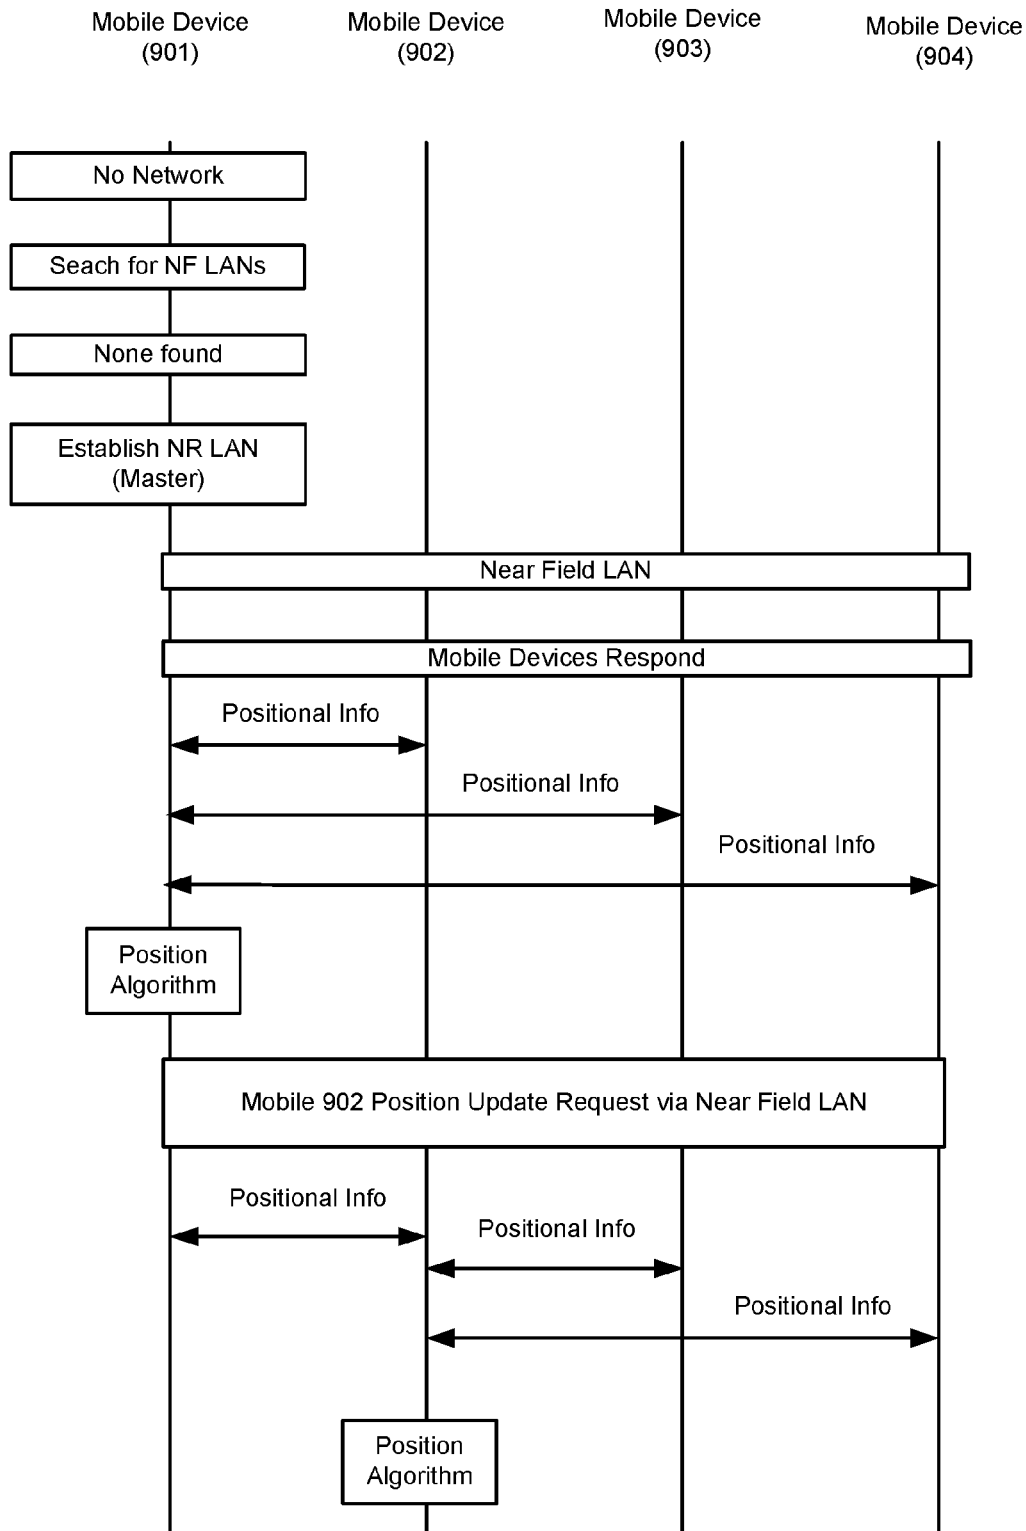 Mobile Device
(901)
Mobile Device
(902)
Mobile Device
(903)
Mobile Device
(904)
No Network
Seach for NF LANs
None found
Establish NR LAN
(Master)
Near Field LAN
Mobile Devices Respond
Positional Info
Positional Info
Positional Info
Position
Algorithm
Mobile 902 Position Update Request via Near Field LAN
Positional Info
Positional Info
Positional Info
Position
Algorithm